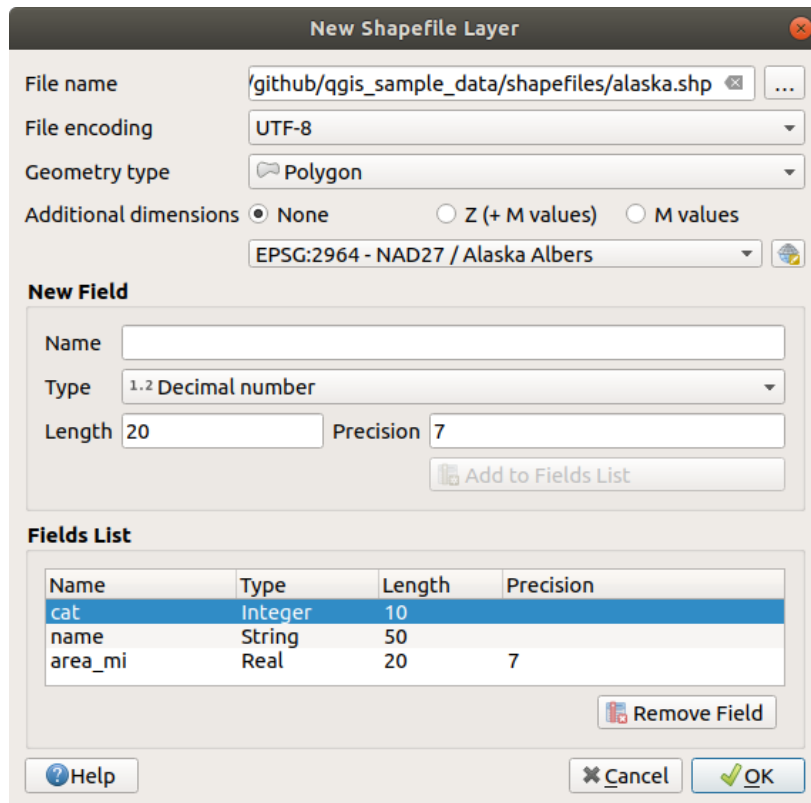 New Shapefile Layer
File name /github/qgis_sample_data/shapefiles/alaska.shp ...
File encoding UTF-8
Geometry type Polygon
Additional dimensions None Z (+ M values) M values
EPSG:2964 - NAD27 / Alaska Albers
New Field
Name
Type 1.2 Decimal number
Length 20 Precision 7
Add to Fields List
Fields List
Name Type Length Precision
cat Integer 10
name String 50
area_mi Real 20 7
Remove Field
Help Cancel OK